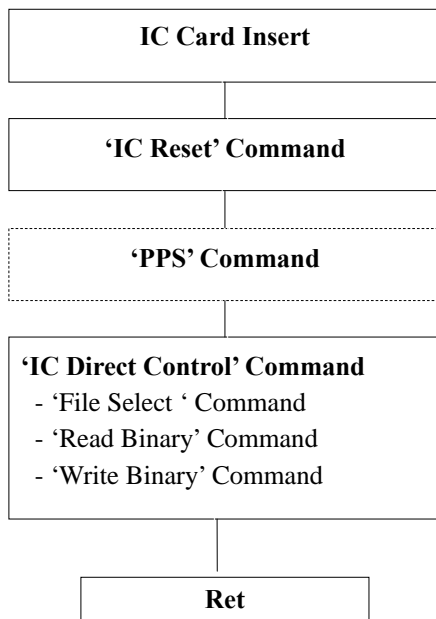 IC Card Insert
‘IC Reset’ Command
‘PPS’ Command
‘IC Direct Control’ Command
- ‘File Select ‘ Command
- ‘Read Binary’ Command
- ‘Write Binary’ Command
Ret